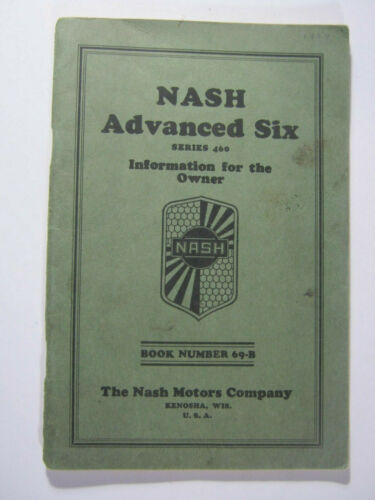 NASH
Advanced Six
SERIES 460
Information for the
Owner
NASH
BOOK NUMBER 69-B
The Nash Motors Company
KENOSHA, WIS.
U. S. A.